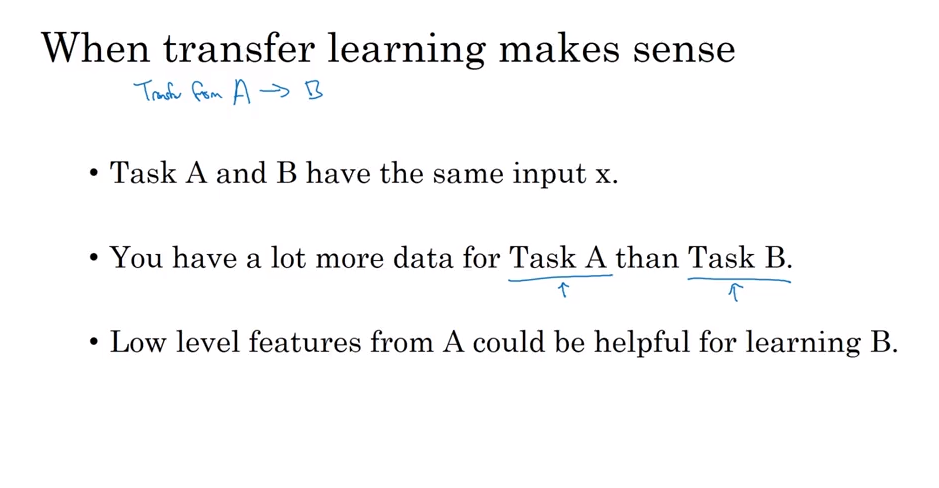 When transfer learning makes sense
Transfer from A → B
• Task A and B have the same input x.
• You have a lot more data for Task A than Task B.
↑ ↑
• Low level features from A could be helpful for learning B.